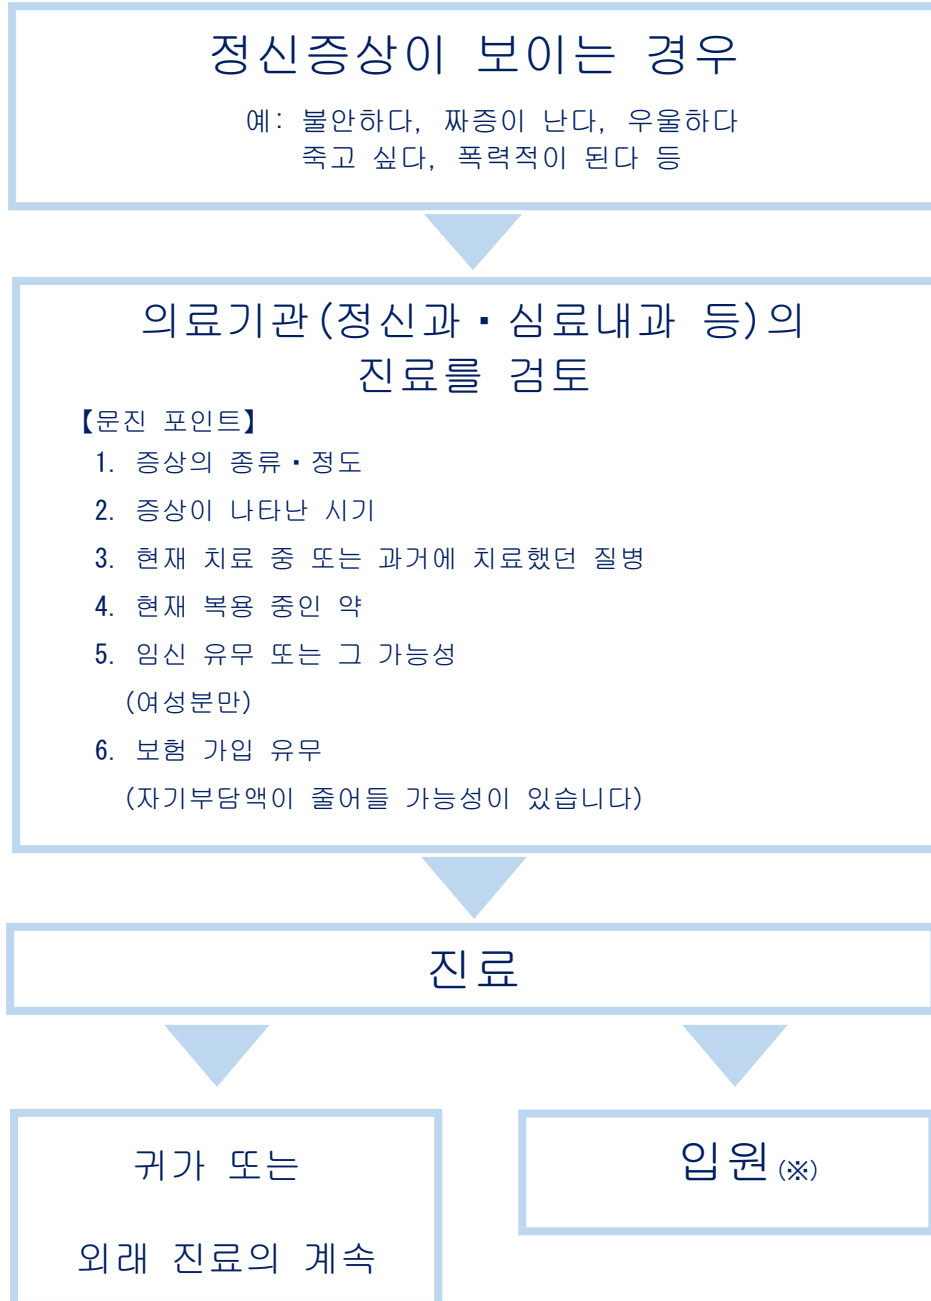 정신증상이 보이는 경우
예: 불안하다, 짜증이 난다, 우울하다
죽고 싶다, 폭력적이 된다 등
의료기관(정신과・심료내과 등)의
진료를 검토
【문진 포인트】
1. 증상의 종류・정도
2. 증상이 나타난 시기
3. 현재 치료 중 또는 과거에 치료했던 질병
4. 현재 복용 중인 약
5. 임신 유무 또는 그 가능성
(여성분만)
6. 보험 가입 유무
(자기부담액이 줄어들 가능성이 있습니다)
진료
귀가 또는
외래 진료의 계속
입원(※)